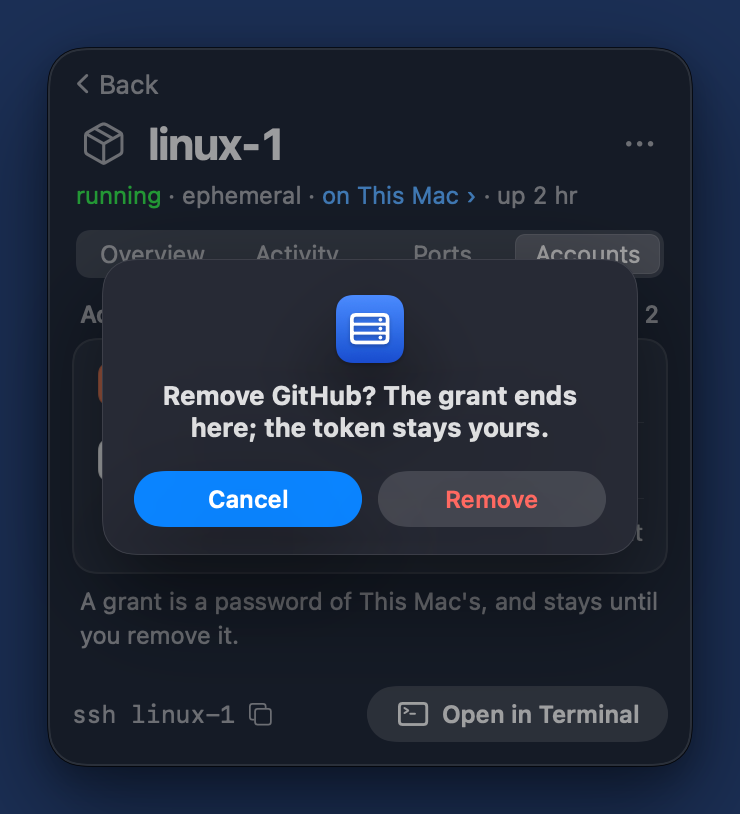 Back
linux-1
running · ephemeral · on This Mac › · up 2 hr
Overview Activity Ports Accounts
2
Remove GitHub? The grant ends
here; the token stays yours.
Cancel Remove
A grant is a password of This Mac's, and stays until
you remove it.
ssh linux-1 Open in Terminal